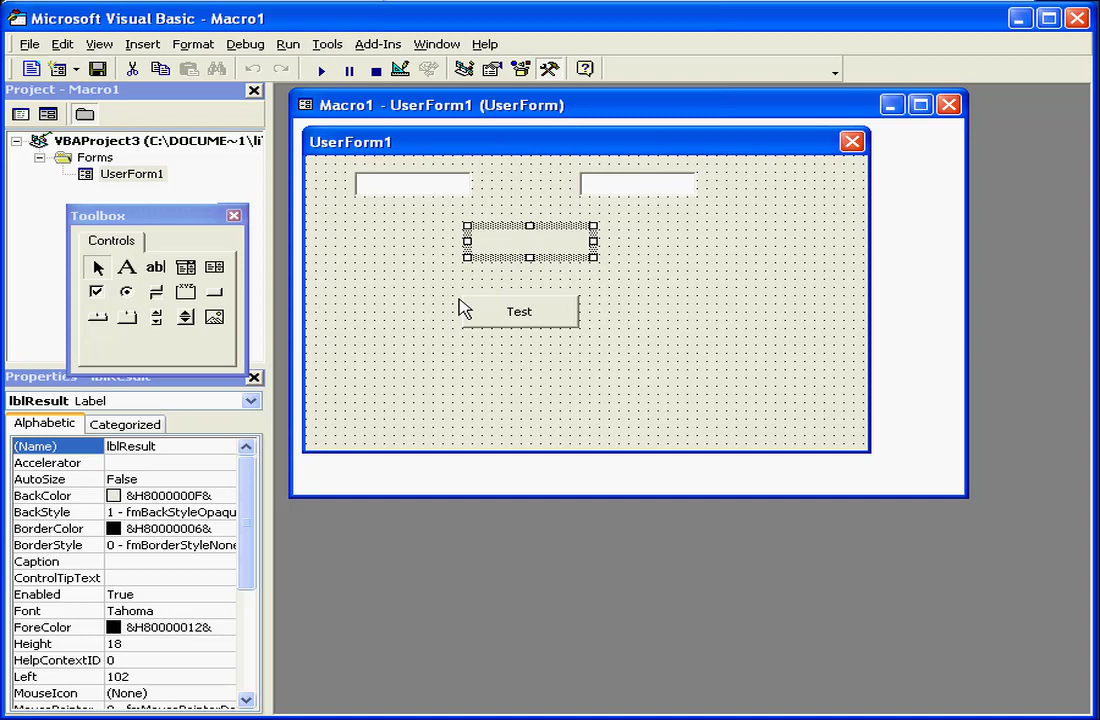 Microsoft Visual Basic - Macro1
File Edit View Insert Format Debug Run Tools Add-Ins Window Help
Project - Macro1
VBAProject3 (C:\DOCUME~1\li
Forms
UserForm1
Toolbox
Controls
A ab|
Macro1 - UserForm1 (UserForm)
UserForm1
Test
Properties - lblResult
lblResult Label
Alphabetic Categorized
(Name) lblResult
Accelerator
AutoSize False
BackColor &H8000000F&
BackStyle 1 - fmBackStyleOpaqu
BorderColor &H80000006&
BorderStyle 0 - fmBorderStyleNone
Caption
ControlTipText
Enabled True
Font Tahoma
ForeColor &H80000012&
Height 18
HelpContextID 0
Left 102
MouseIcon (None)